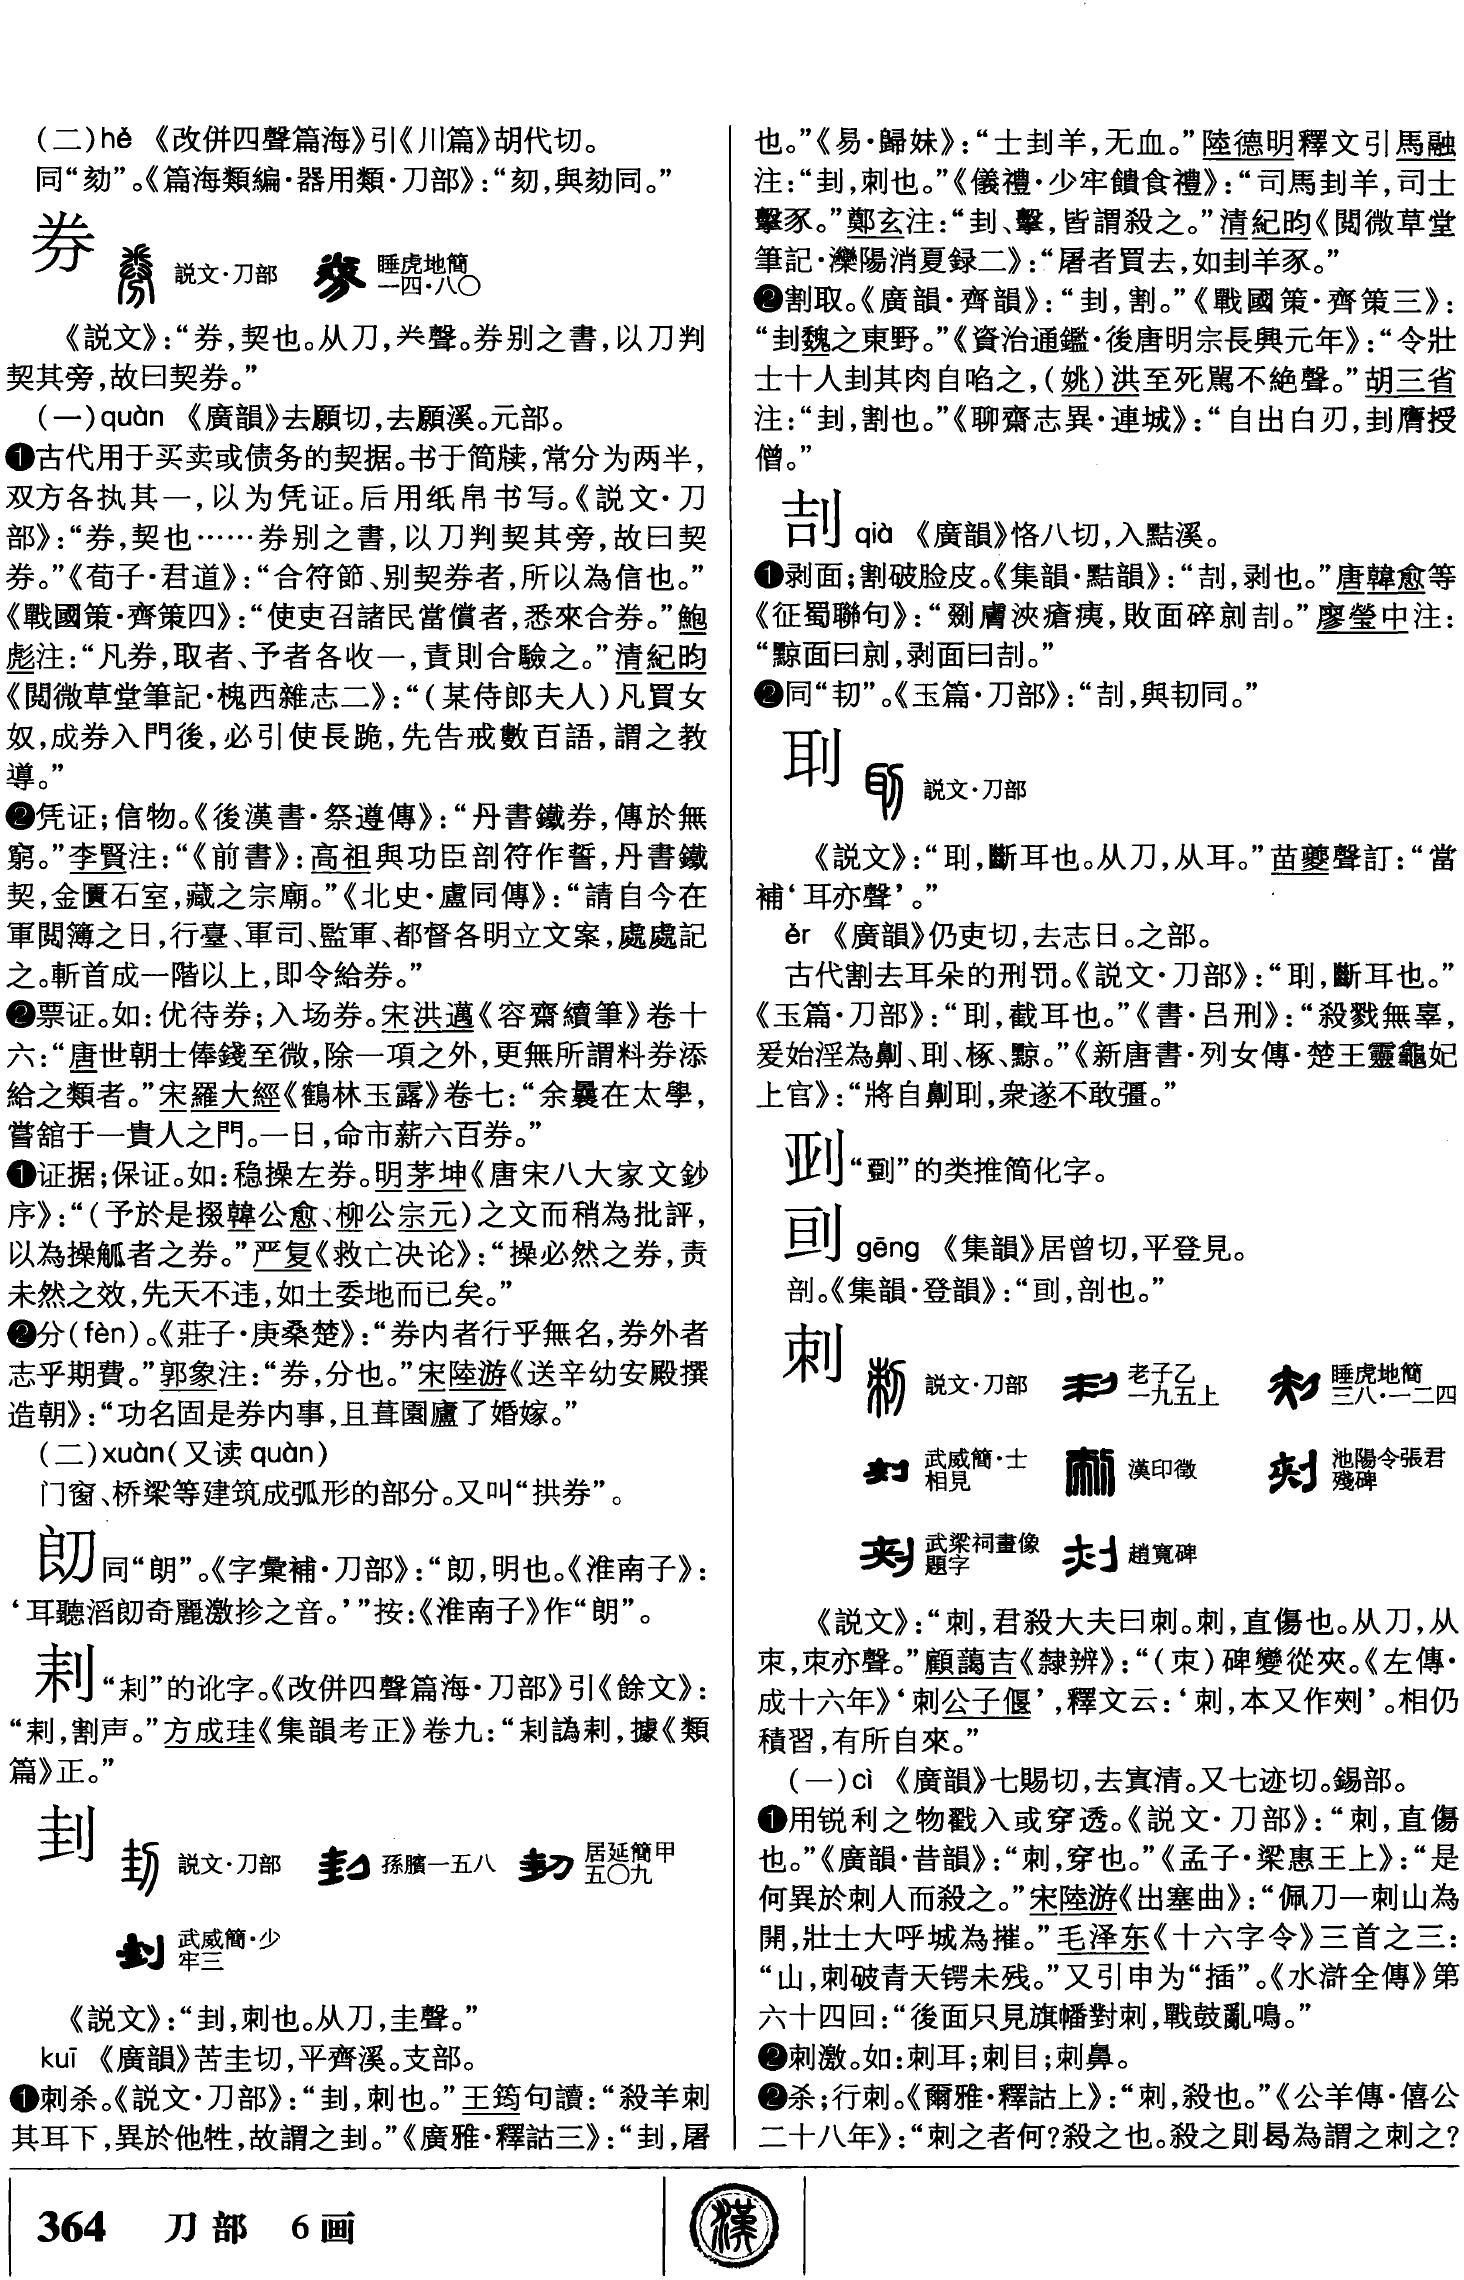 (二)hě 《改併四聲篇海》引《川篇》胡代切。
同“劾”。《篇海類編·器用類·刀部》：“刻，與劾同。”
券
説文·刀部
睡虎地簡
一四·八〇
《説文》：“券，契也。从刀，𠔉聲。券别之書，以刀判
契其旁，故曰契券。”
(一)quàn 《廣韻》去願切，去願溪。元部。
❶古代用于买卖或债务的契据。书于简牍，常分为两半，
双方各执其一，以为凭证。后用纸帛书写。《説文·刀
部》：“券，契也……券别之書，以刀判契其旁，故曰契
券。”《荀子·君道》：“合符節、别契券者，所以為信也。”
《戰國策·齊策四》：“使吏召諸民當償者，悉來合券。”鮑
彪注：“凡券，取者、予者各收一，責則合驗之。”清紀昀
《閲微草堂筆記·槐西雜志二》：“(某侍郎夫人)凡買女
奴，成券入門後，必引使長跪，先告戒數百語，謂之教
導。”
❷凭证；信物。《後漢書·祭遵傳》：“丹書鐵券，傳於無
窮。”李賢注：“《前書》：高祖與功臣剖符作誓，丹書鐵
契，金匱石室，藏之宗廟。”《北史·盧同傳》：“請自今在
軍閲簿之日，行臺、軍司、監軍、都督各明立文案，處處記
之。斬首成一階以上，即令給券。”
❷票证。如：优待券；入场券。宋洪邁《容齋續筆》卷十
六：“唐世朝士俸錢至微，除一項之外，更無所謂料券添
給之類者。”宋羅大經《鶴林玉露》卷七：“余曩在太學，
嘗舘于一貴人之門。一日，命市薪六百券。”
❶证据；保证。如：稳操左券。明茅坤《唐宋八大家文鈔
序》：“(予於是掇韓公愈、柳公宗元)之文而稍為批評，
以為操觚者之券。”严复《救亡决论》：“操必然之券，责
未然之效，先天不违，如土委地而已矣。”
❷分(fèn)。《莊子·庚桑楚》：“券内者行乎無名，券外者
志乎期費。”郭象注：“券，分也。”宋陸游《送辛幼安殿撰
造朝》：“功名固是券内事，且葺園廬了婚嫁。”
(二)xuàn(又读 quàn)
门窗、桥梁等建筑成弧形的部分。又叫“拱券”。
同“朗”。《字彙補·刀部》：“，明也。《淮南子》：
‘耳聽滔奇麗激抮之音。’”按：《淮南子》作“朗”。
“”的讹字。《改併四聲篇海·刀部》引《餘文》：
“，割声。”方成珪《集韻考正》卷九：“譌，據《類
篇》正。”
刲
説文·刀部
孫臏一五八
居延簡甲
五〇九
武威簡·少
牢三
《説文》：“刲，刺也。从刀，圭聲。”
kuī 《廣韻》苦圭切，平齊溪。支部。
❶刺杀。《説文·刀部》：“刲，刺也。”王筠句讀：“殺羊刺
其耳下，異於他牲，故謂之刲。”《廣雅·釋詁三》：“刲，屠
也。”《易·歸妹》：“士刲羊，无血。”陸德明釋文引馬融
注：“刲，刺也。”《儀禮·少牢饋食禮》：“司馬刲羊，司士
擊豕。”鄭玄注：“刲、擊，皆謂殺之。”清紀昀《閲微草堂
筆記·灤陽消夏録二》：“屠者買去，如刲羊豕。”
❷割取。《廣韻·齊韻》：“刲，割。”《戰國策·齊策三》：
“刲魏之東野。”《資治通鑑·後唐明宗長興元年》：“令壯
士十人刲其肉自啗之，(姚)洪至死駡不絶聲。”胡三省
注：“刲，割也。”《聊齋志異·連城》：“自出白刃，刲膺授
僧。”
刮
qià 《廣韻》恪八切，入黠溪。
❶剥面；割破脸皮。《集韻·黠韻》：“，剥也。”唐韓愈等
《征蜀聯句》：“剟膚浹瘡痍，敗面碎剠。”廖瑩中注：
“黥面曰剠，剥面曰。”
❷同“㓞”。《玉篇·刀部》：“，與㓞同。”
刵
説文·刀部
《説文》：“刵，斷耳也。从刀，从耳。”苗夔聲訂：“當
補‘耳亦聲’。”
èr 《廣韻》仍吏切，去志日。之部。
古代割去耳朵的刑罚。《説文·刀部》：“刵，斷耳也。”
《玉篇·刀部》：“刵，截耳也。”《書·吕刑》：“殺戮無辜，
爰始淫為劓、刵、椓、黥。”《新唐書·列女傳·楚王靈龜妃
上官》：“將自劓刵，衆遂不敢彊。”
“剄”的类推简化字。
gēng 《集韻》居曾切，平登見。
剖。《集韻·登韻》：“，剖也。”
刺
説文·刀部
老子乙
一九五上
睡虎地簡
三八·一二四
武威簡·士
相見
漢印徵
池陽令張君
殘碑
武梁祠畫像
題字
趙寬碑
《説文》：“刺，君殺大夫曰刺。刺，直傷也。从刀，从
朿，朿亦聲。”顧藹吉《隸辨》：“(朿)碑變從夾。《左傳·
成十六年》‘刺公子偃’，釋文云：‘刺，本又作㓨’。相仍
積習，有所自來。”
(一)cì 《廣韻》七賜切，去寘清。又七迹切。錫部。
❶用锐利之物戳入或穿透。《説文·刀部》：“刺，直傷
也。”《廣韻·昔韻》：“刺，穿也。”《孟子·梁惠王上》：“是
何異於刺人而殺之。”宋陸游《出塞曲》：“佩刀一刺山為
開，壯士大呼城為摧。”毛泽东《十六字令》三首之三：
“山，刺破青天锷未残。”又引申为“插”。《水滸全傳》第
六十四回：“後面只見旗幡對刺，戰鼓亂鳴。”
❷刺激。如：刺耳；刺目；刺鼻。
❷杀；行刺。《爾雅·釋詁上》：“刺，殺也。”《公羊傳·僖公
二十八年》：“刺之者何？殺之也。殺之則曷為謂之刺之？
364 刀部 6画
漢